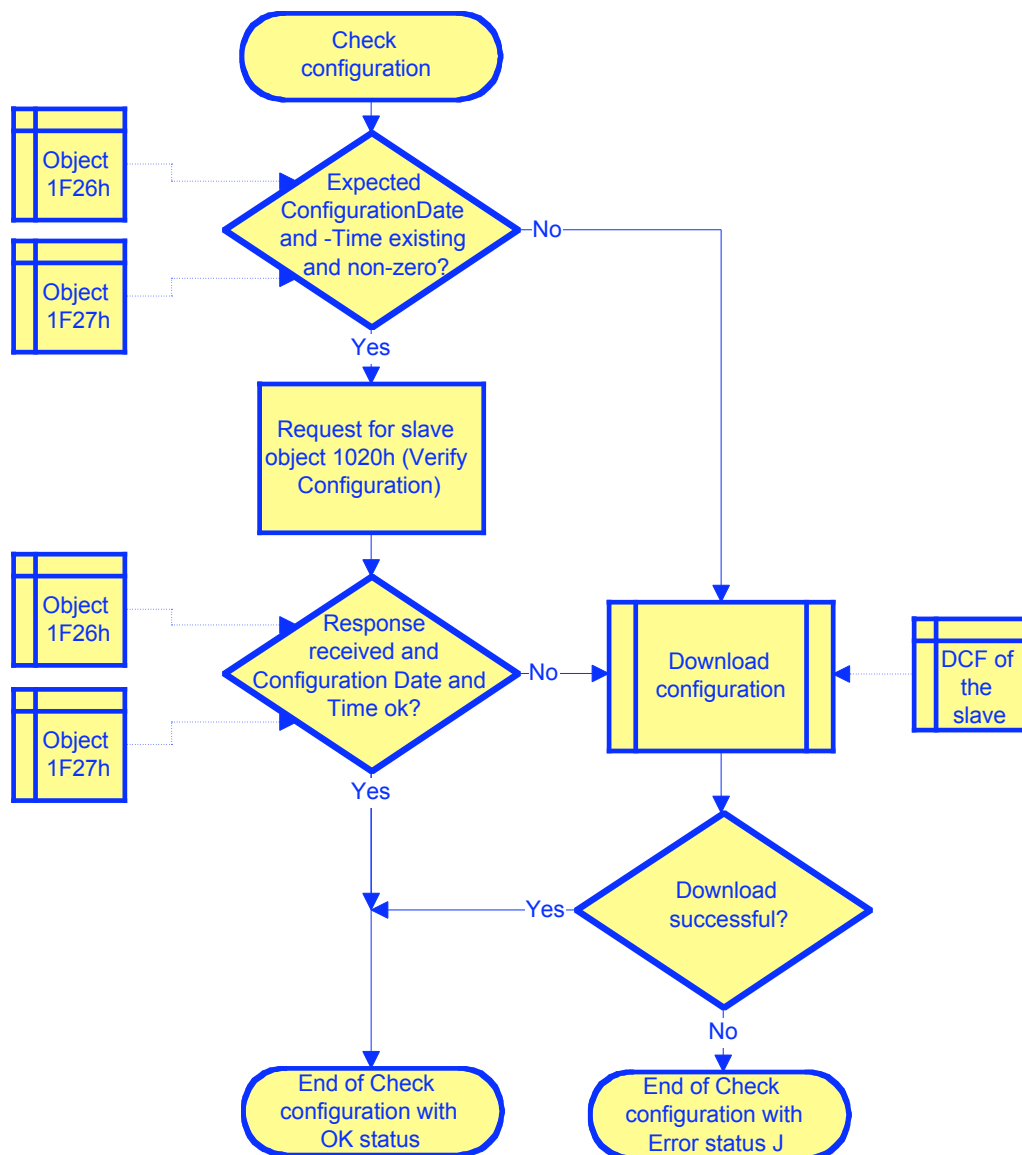 Check
configuration
Object
1F26h
Expected
ConfigurationDate
and -Time existing
and non-zero?
No
Object
1F27h
Yes
Request for slave
object 1020h (Verify
Configuration)
Object
1F26h
Response
received and
Configuration Date and
Time ok?
No
Download
configuration
DCF of
the
slave
Object
1F27h
Yes
Download
successful?
Yes
No
End of Check
configuration with
OK status
End of Check
configuration with
Error status J